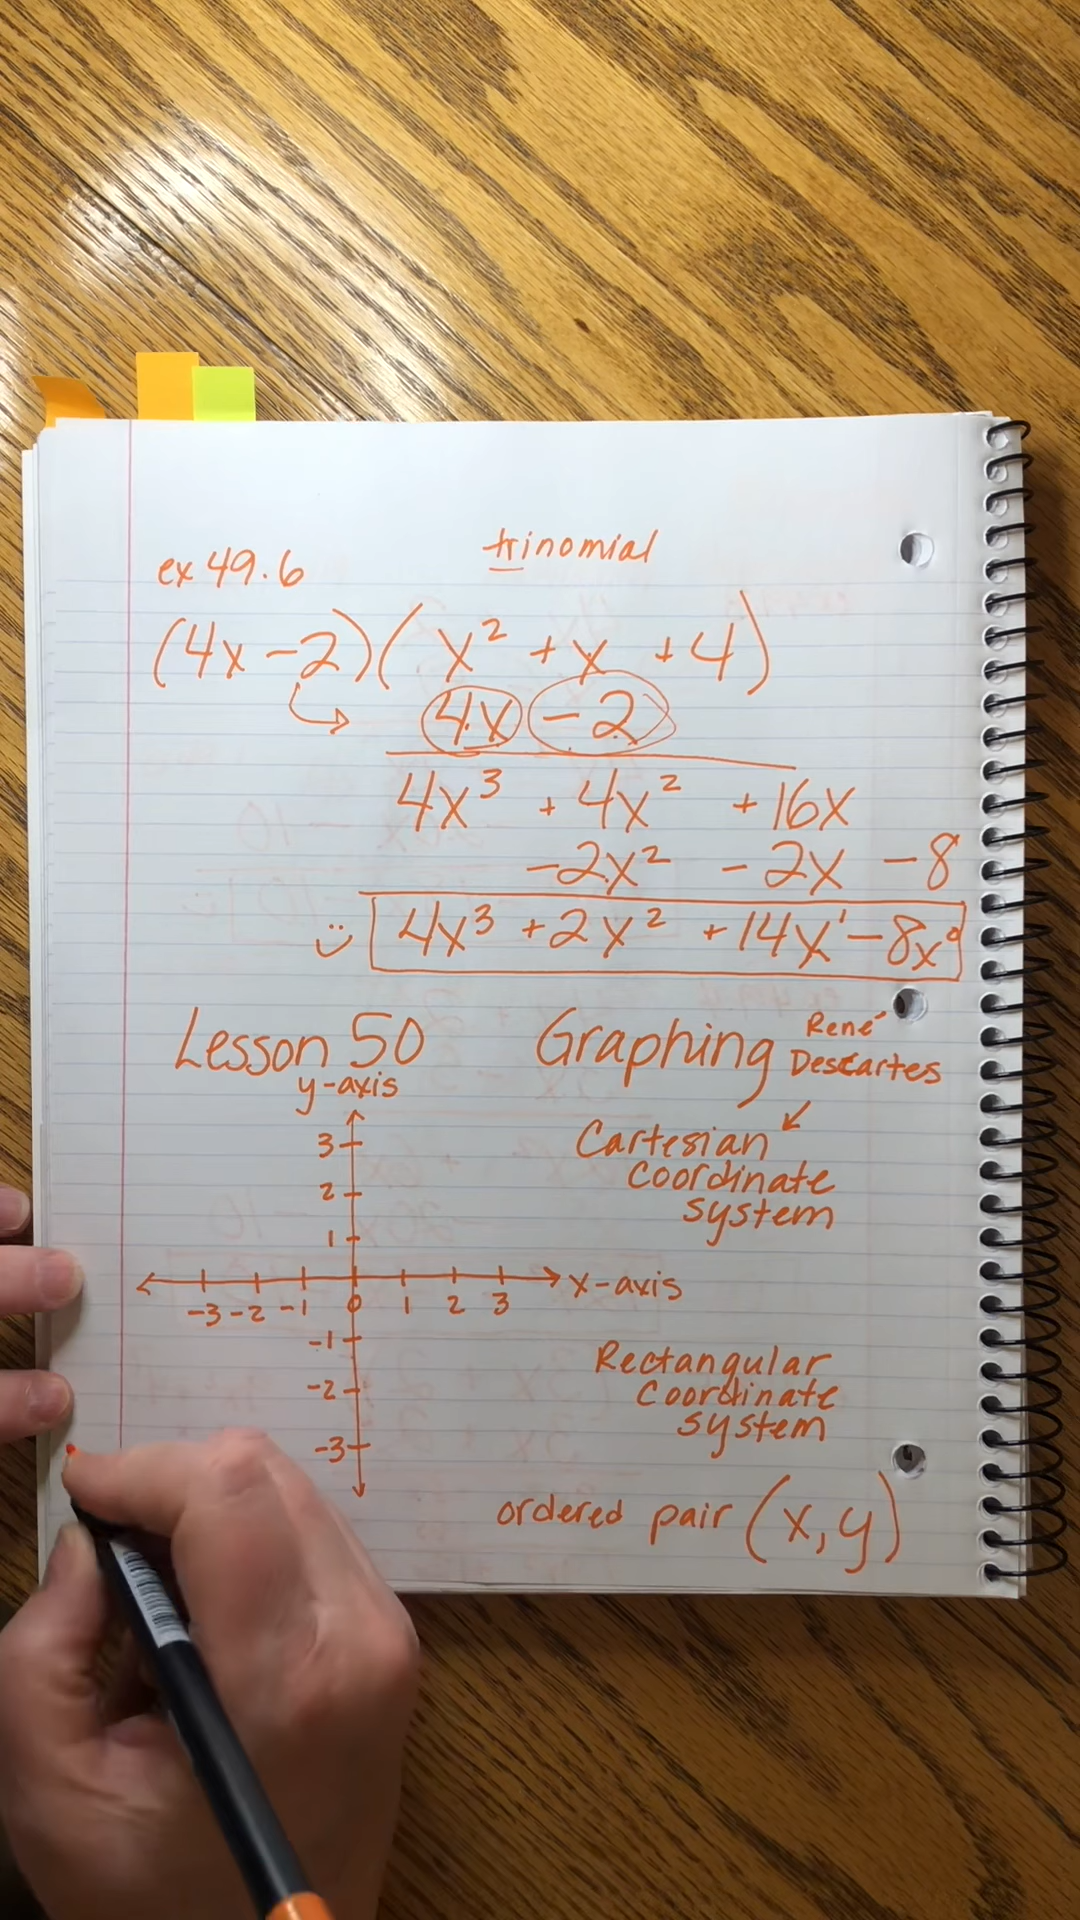 trinomial
ex 49.6
(4x - 2)(x² + x + 4)
4x - 2
4x³ + 4x² + 16x
-2x² - 2x - 8
4x³ + 2x² + 14x¹ - 8x⁰
Lesson 50 Graphing
René
Descartes
y-axis
Cartesian
Coordinate
system
3
2
1
x-axis
-3 -2 -1 0 1 2 3
-1
-2
-3
Rectangular
Coordinate
system
ordered pair (x, y)